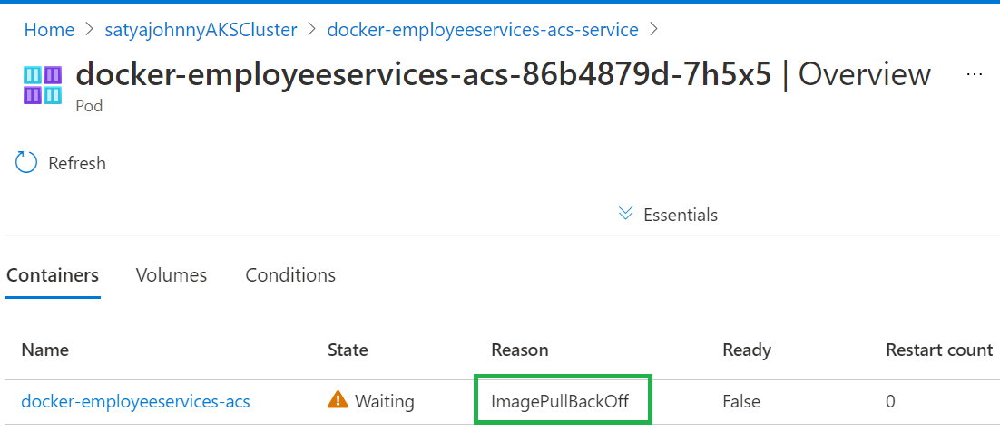 Home > satyajohnnyAKSCluster > docker-employeeservices-acs-service >
docker-employeeservices-acs-86b4879d-7h5x5 | Overview ...
Pod
Refresh
Essentials
Containers Volumes Conditions
Name State Reason Ready Restart count
docker-employeeservices-acs Waiting ImagePullBackOff False 0